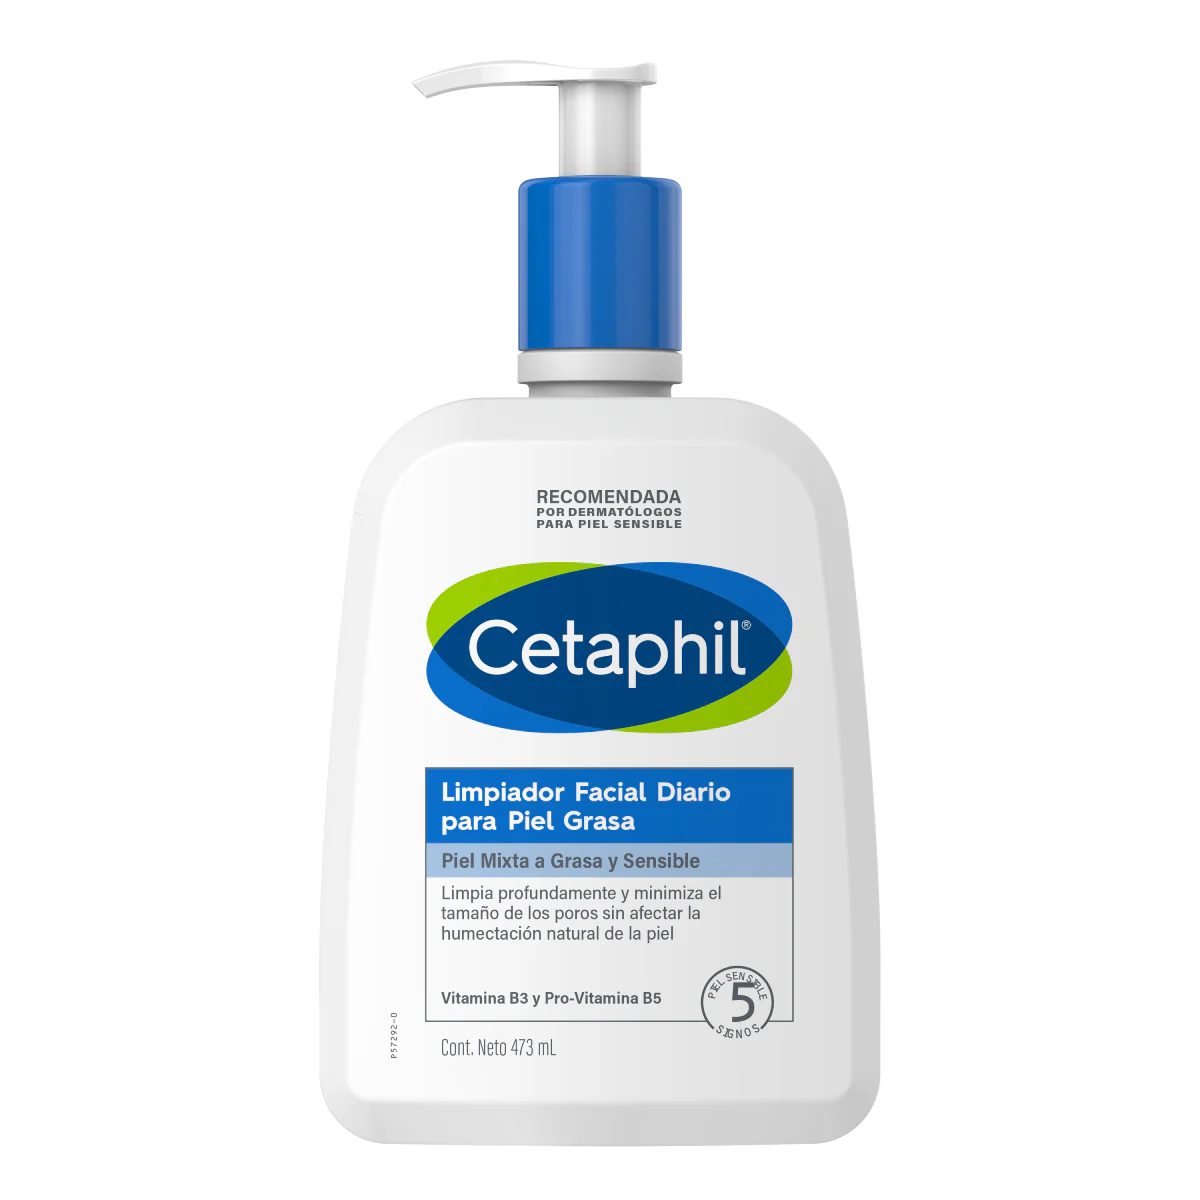 RECOMENDADA
POR DERMATÓLOGOS
PARA PIEL SENSIBLE
Cetaphil®
Limpiador Facial Diario
para Piel Grasa
Piel Mixta a Grasa y Sensible
Limpia profundamente y minimiza el
tamaño de los poros sin afectar la
humectación natural de la piel
Vitamina B3 y Pro-Vitamina B5
PIEL SENSIBLE
5
SIGNOS
Cont. Neto 473 mL
P57292-0